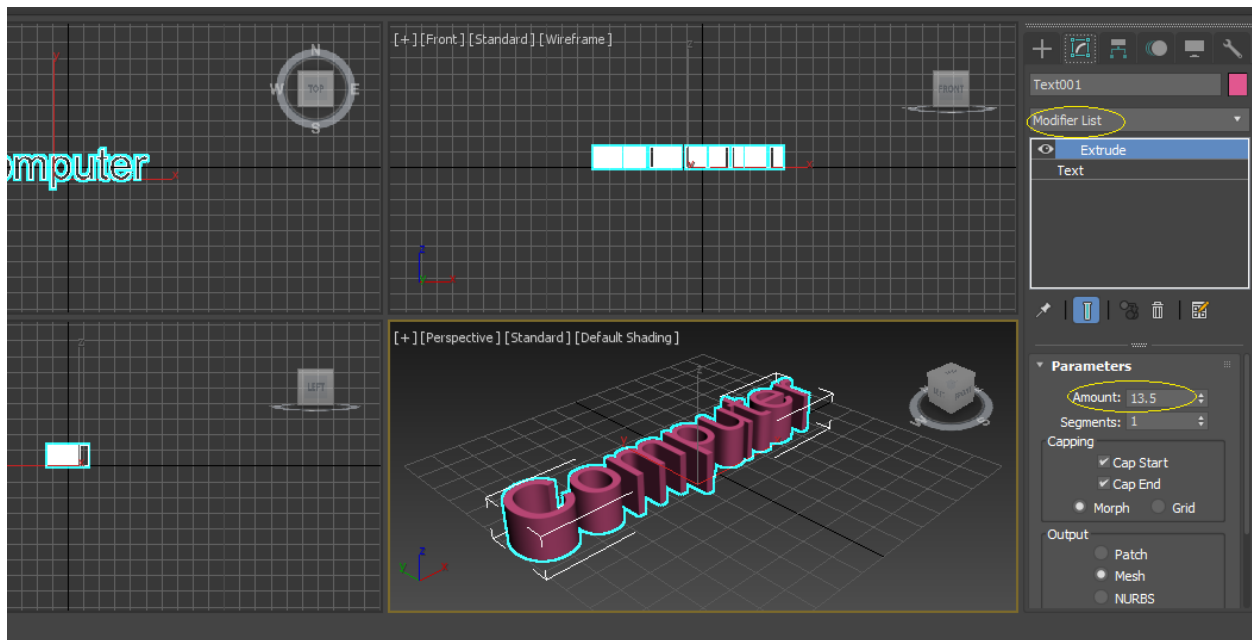 N
W
TOP
E
S
y
omputer
x
[+][Front][Standard][Wireframe]
z
FRONT
x
z
y
x
z
LEFT
[+][Perspective][Standard][Default Shading]
z
y
Computer
z
y
x
Text001
Modifier List
Extrude
Text
Parameters
Amount: 13.5
Segments: 1
Capping
Cap Start
Cap End
Morph Grid
Output
Patch
Mesh
NURBS